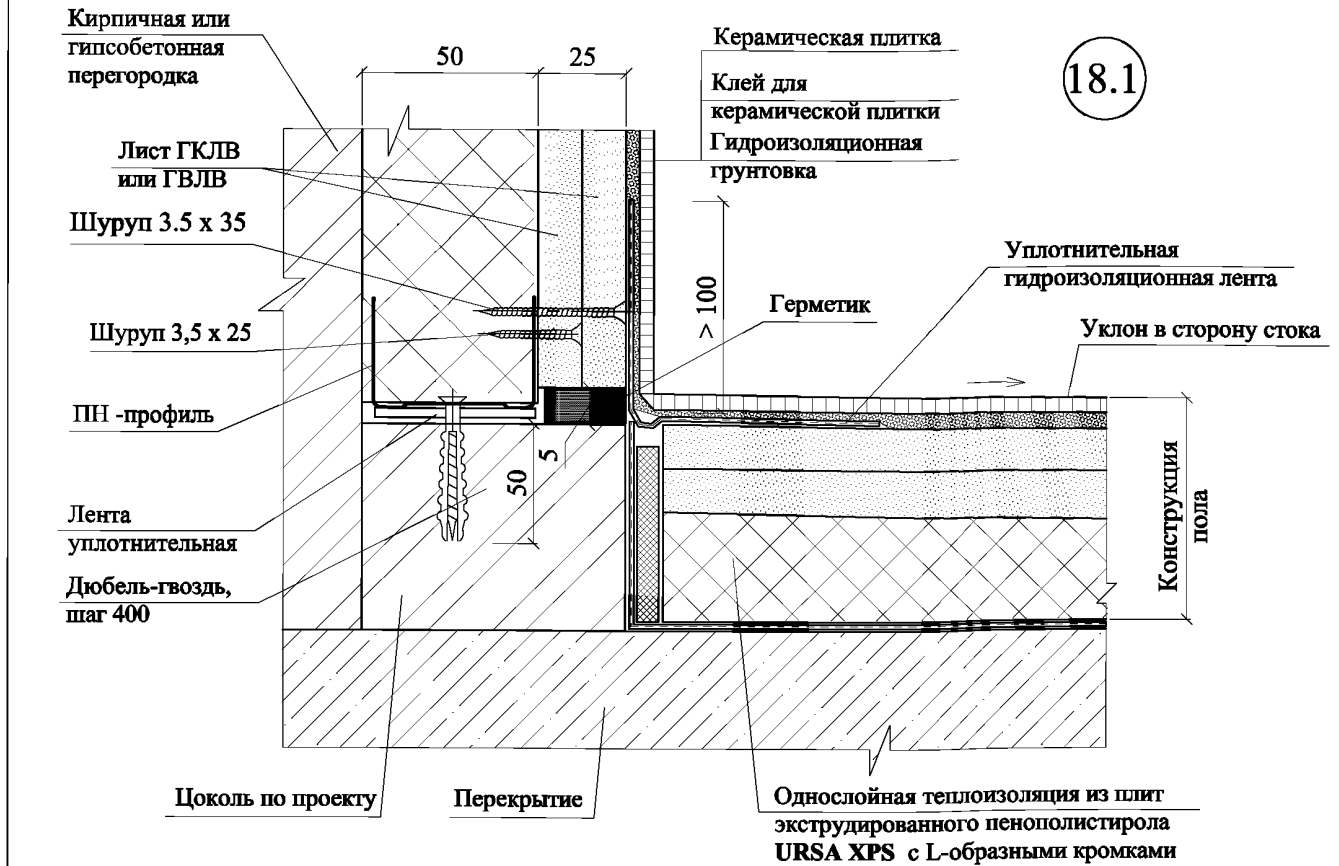 Кирпичная или
гипсобетонная
перегородка
50
25
Керамическая плитка
Клей для
керамической плитки
Гидроизоляционная
грунтовка
18.1
Лист ГКЛВ
или ГВЛВ
Шуруп 3.5 х 35
Шуруп 3,5 х 25
ПН -профиль
Лента
уплотнительная
Дюбель-гвоздь,
шаг 400
> 100
Герметик
Уплотнительная
гидроизоляционная лента
Уклон в сторону стока
5
50
Конструкция
пола
Цоколь по проекту
Перекрытие
Однослойная теплоизоляция из плит
экструдированного пенополистирола
URSA XPS с L-образными кромками